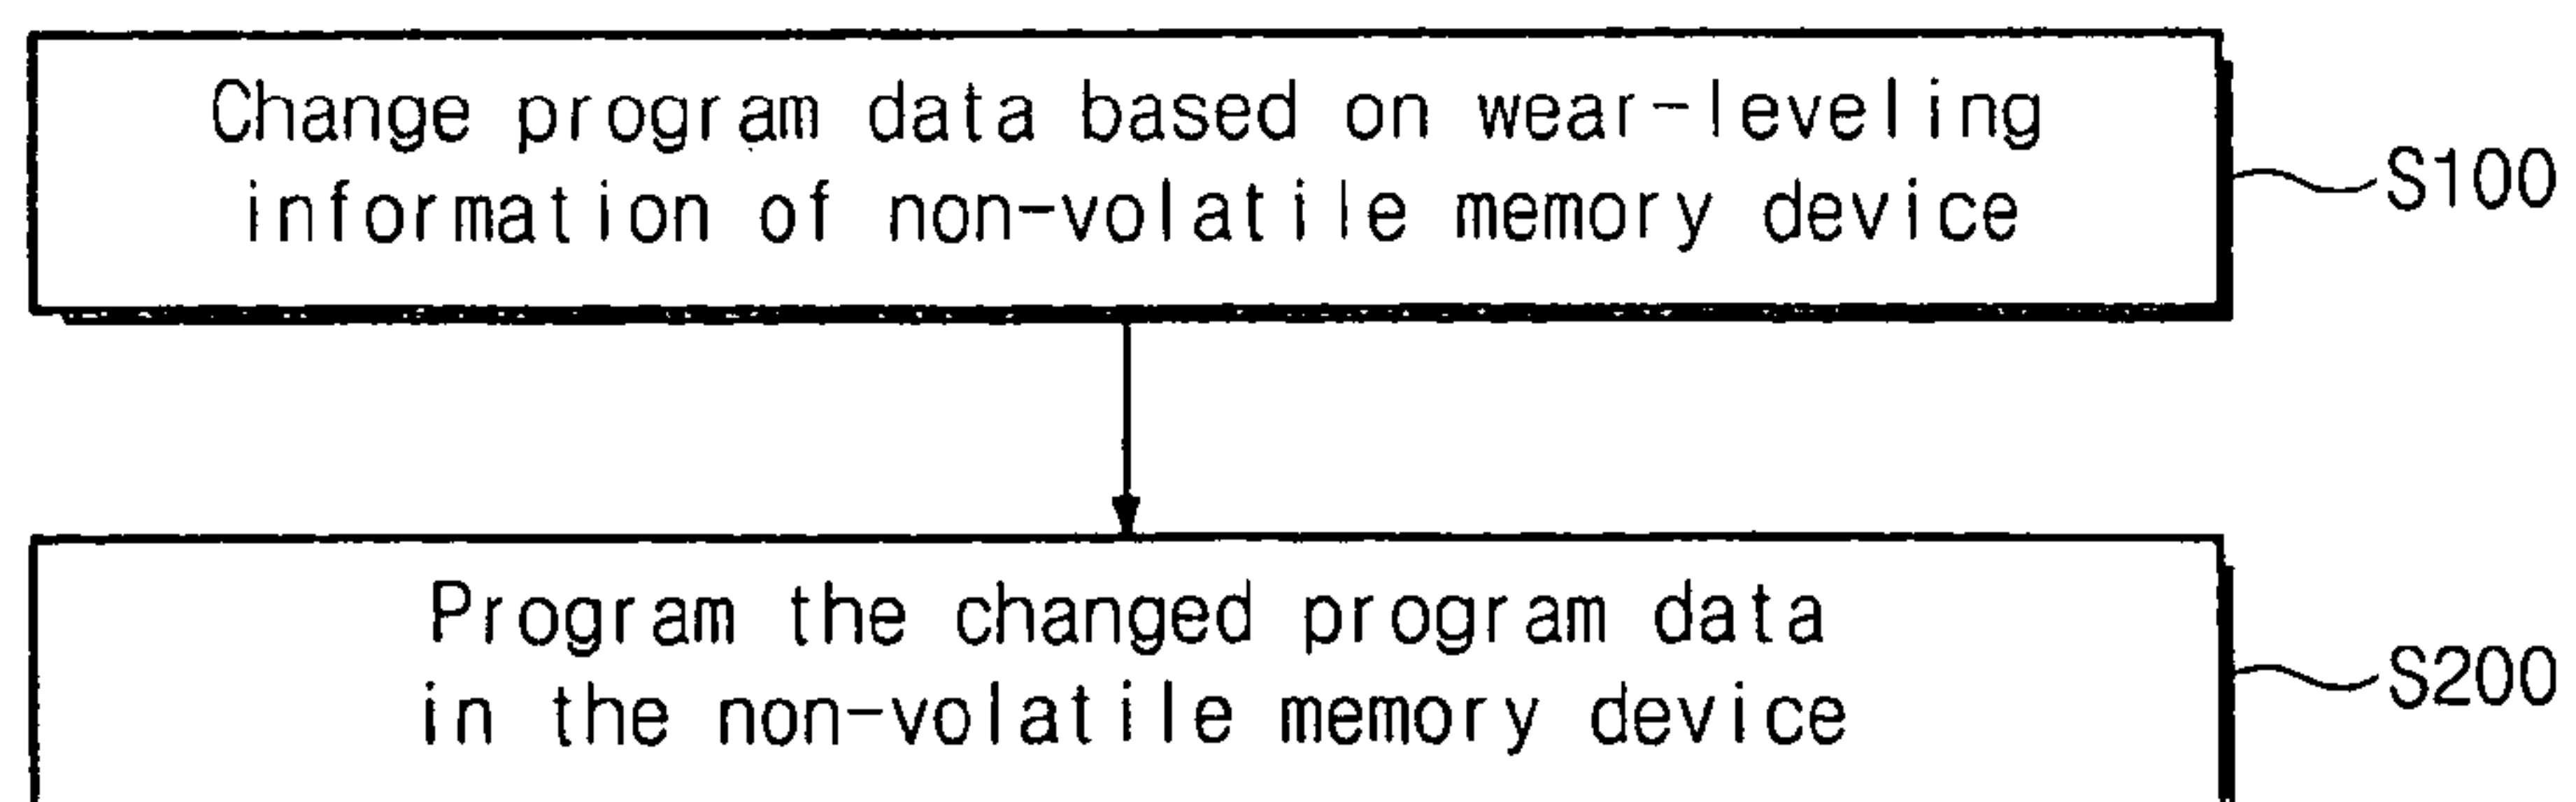 Change program data based on wear-leveling
information of non-volatile memory device
S100
Program the changed program data
in the non-volatile memory device
S200